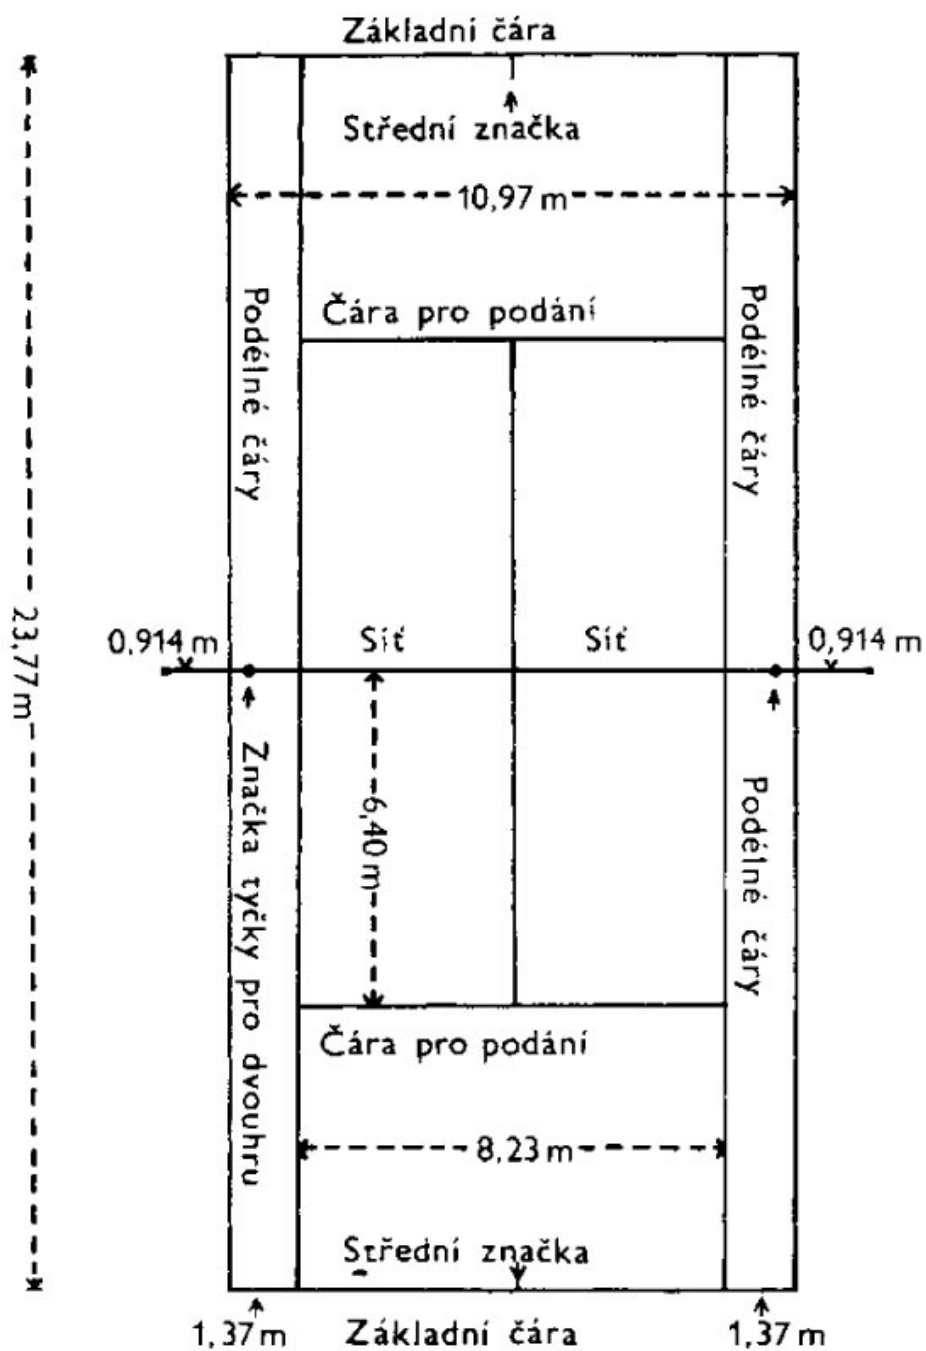 Základní čára
Střední značka
10,97 m
Čára pro podání
Podélné čáry
Podélné čáry
23,77 m
0,914 m
Síť
Síť
0,914 m
Značka tyčky pro dvouhru
6,40 m
Podélné čáry
Čára pro podání
8,23 m
Střední značka
1,37 m
Základní čára
1,37 m